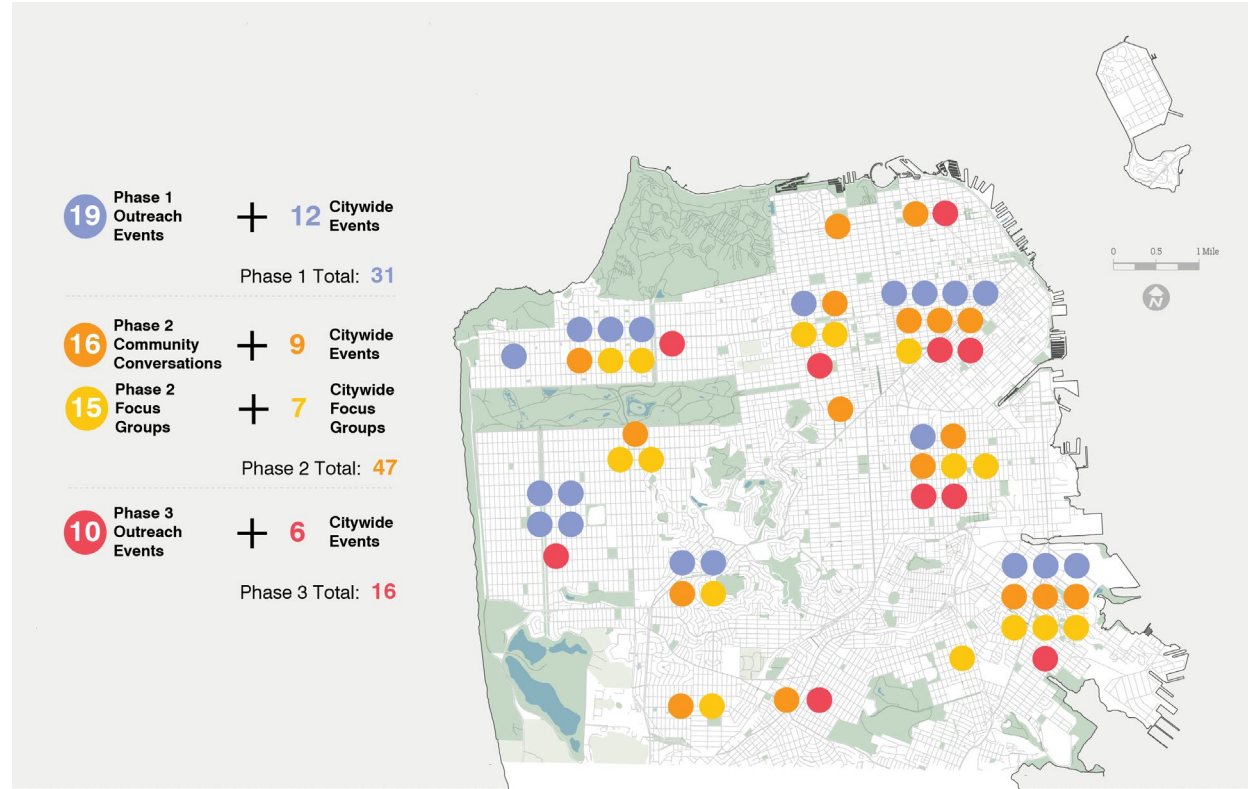 19 Phase 1 Outreach Events + 12 Citywide Events
Phase 1 Total: 31
16 Phase 2 Community Conversations + 9 Citywide Events
15 Phase 2 Focus Groups + 7 Citywide Focus Groups
Phase 2 Total: 47
10 Phase 3 Outreach Events + 6 Citywide Events
Phase 3 Total: 16
0 0.5 1 Mile
N